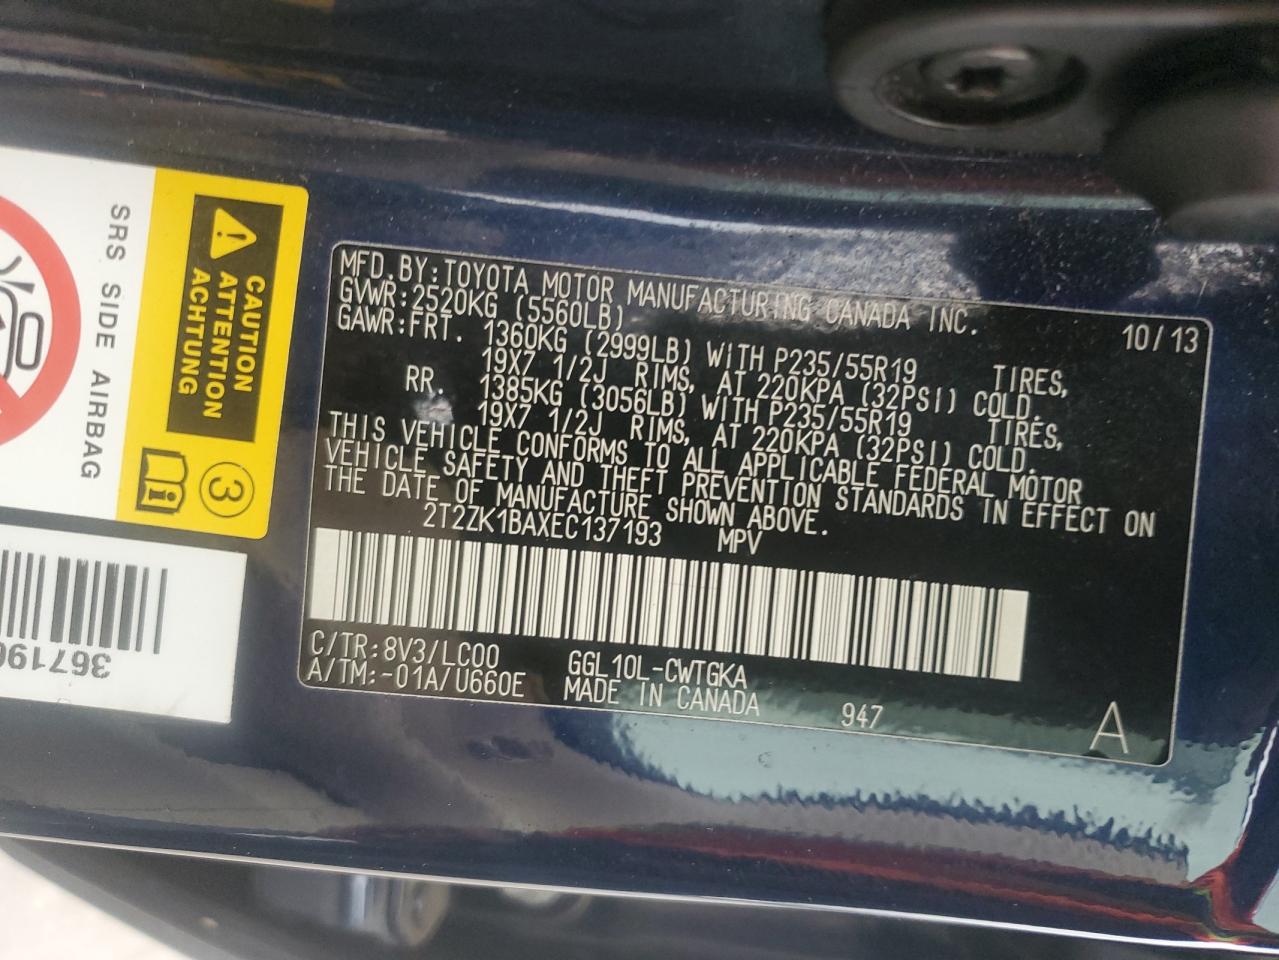 MFD.BY:TOYOTA MOTOR MANUFACTURING CANADA INC. 10/13
GVWR:2520KG (5560LB)
GAWR:FRT. 1360KG (2999LB) WITH P235/55R19 TIRES,
19X7 1/2J RIMS, AT 220KPA (32PSI) COLD.
RR. 1385KG (3056LB) WITH P235/55R19 TIRES,
19X7 1/2J RIMS, AT 220KPA (32PSI) COLD.
THIS VEHICLE CONFORMS TO ALL APPLICABLE FEDERAL MOTOR
VEHICLE SAFETY AND THEFT PREVENTION STANDARDS IN EFFECT ON
THE DATE OF MANUFACTURE SHOWN ABOVE.
2T2ZK1BAXEC137193 MPV
C/TR:8V3/LC00 GGL10L-CWTGKA
A/TM:-01A/U660E MADE IN CANADA 947 A
CAUTION
ATTENTION
ACHTUNG
3
SRS SIDE AIRBAG